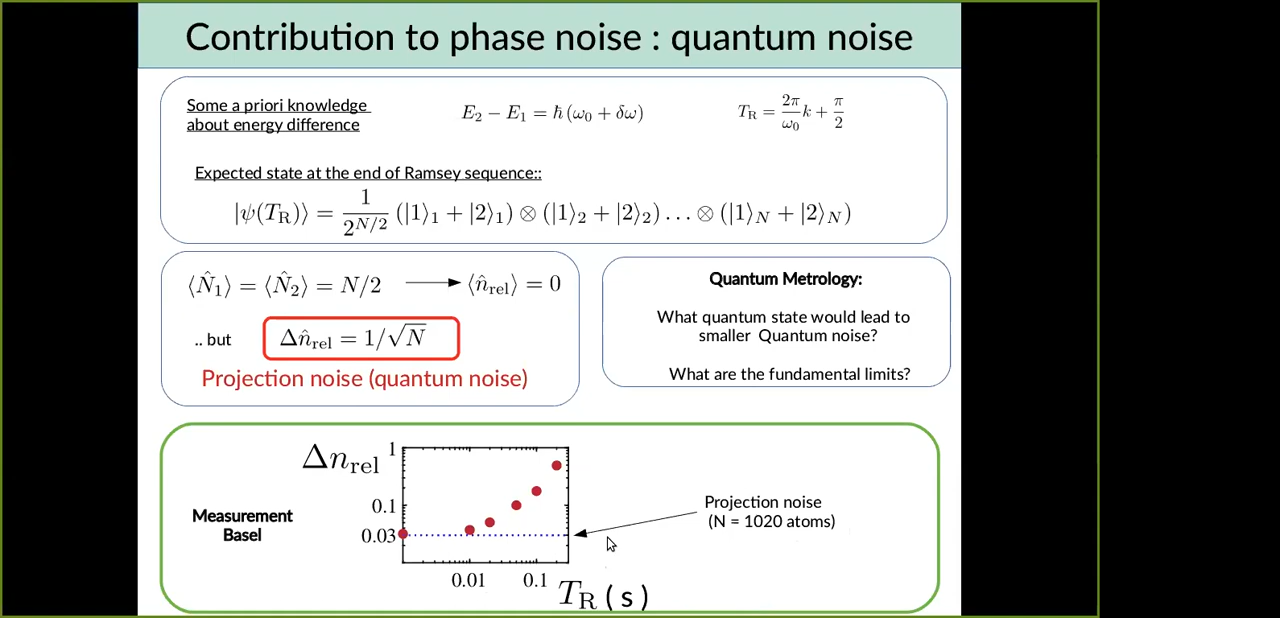 Contribution to phase noise : quantum noise
Some a priori knowledge
about energy difference
E₂ − E₁ = ℏ (ω₀ + δω)
T_R = 2π/ω₀ k + π/2
Expected state at the end of Ramsey sequence::
|ψ(T_R)⟩ = 1/2^{N/2} (|1⟩₁ + |2⟩₁) ⊗ (|1⟩₂ + |2⟩₂) … ⊗ (|1⟩_N + |2⟩_N)
⟨N̂₁⟩ = ⟨N̂₂⟩ = N/2 ⟶ ⟨n̂_rel⟩ = 0
.. but Δn̂_rel = 1/√N
Projection noise (quantum noise)
Quantum Metrology:
What quantum state would lead to
smaller Quantum noise?
What are the fundamental limits?
Measurement
Basel
Δn_rel
1
0.1
0.03
0.01 0.1
T_R ( s )
Projection noise
(N = 1020 atoms)